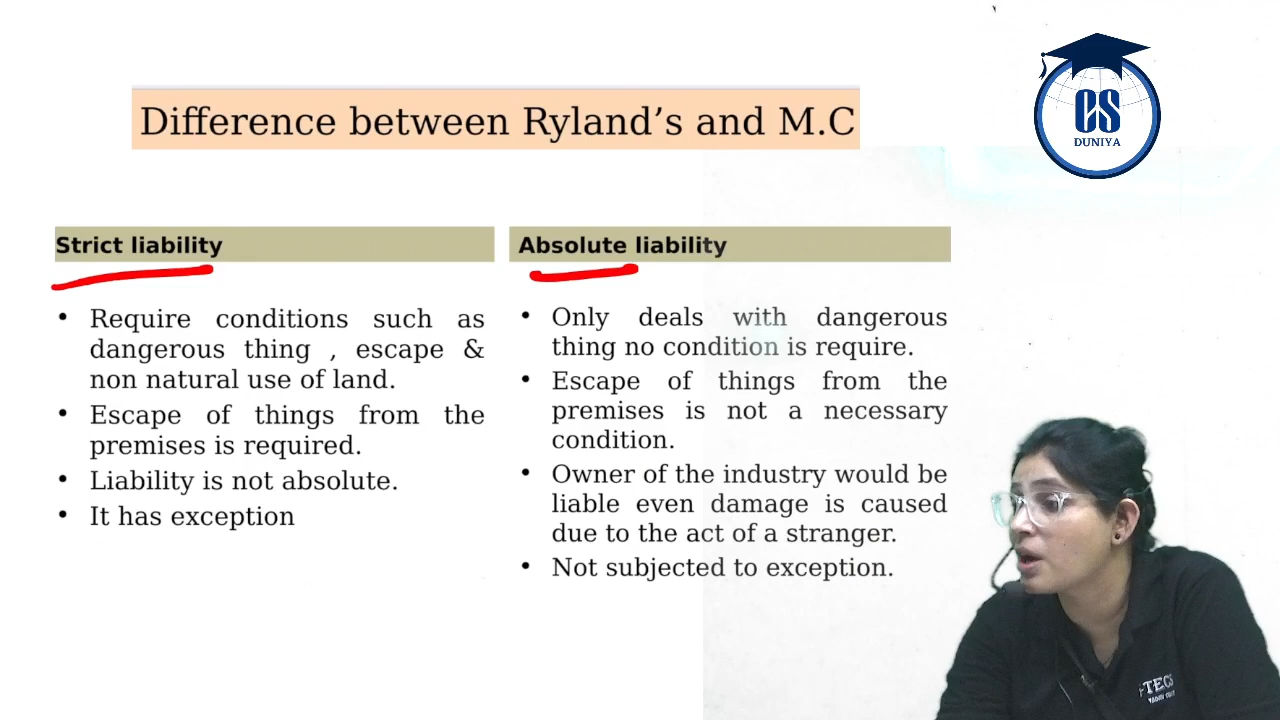 Difference between Ryland’s and M.C
CS
DUNIYA
Strict liability
• Require conditions such as
dangerous thing , escape &
non natural use of land.
• Escape of things from the
premises is required.
• Liability is not absolute.
• It has exception
Absolute liability
• Only deals with dangerous
thing no condition is require.
• Escape of things from the
premises is not a necessary
condition.
• Owner of the industry would be
liable even damage is caused
due to the act of a stranger.
• Not subjected to exception.